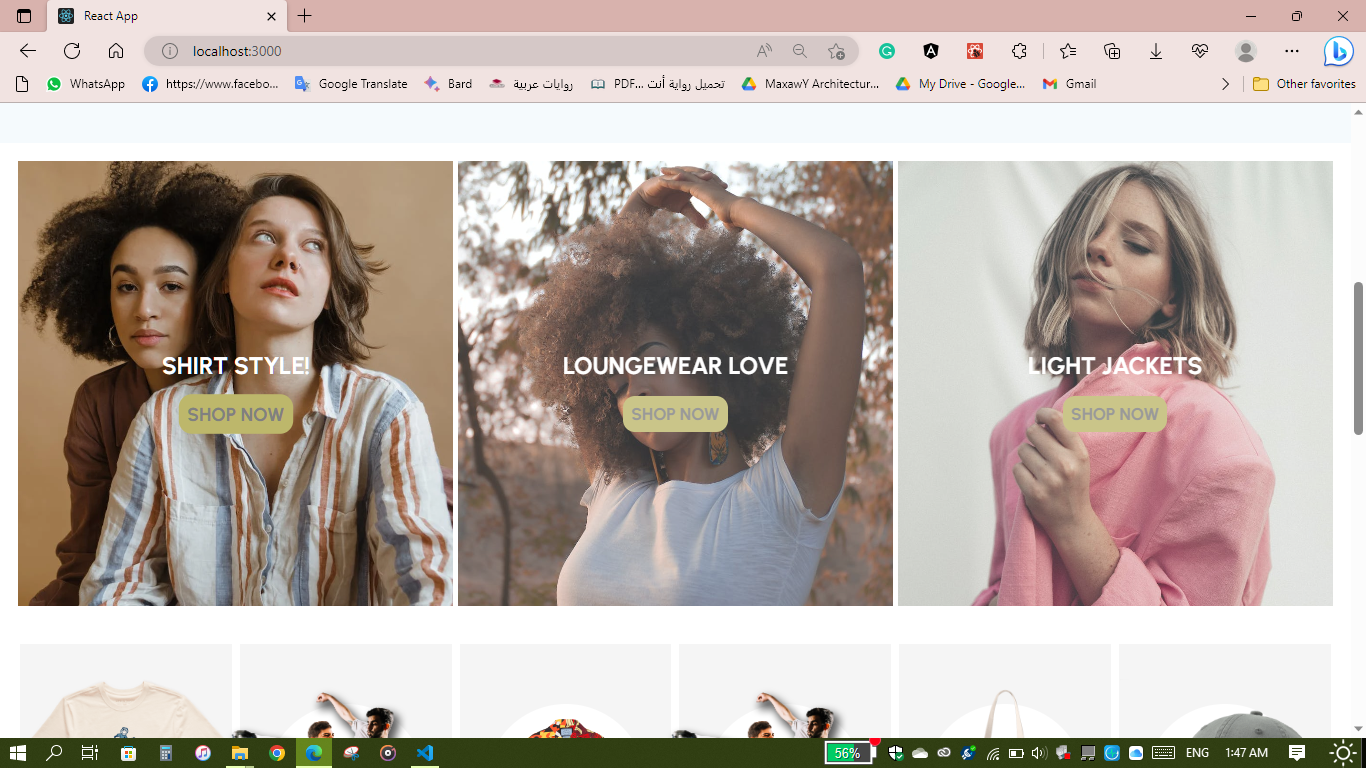 React App
localhost:3000
WhatsApp
https://www.facebo...
Google Translate
Bard
روايات عربية
تحميل رواية أنت ...PDF
MaxawY Architectur...
My Drive - Google...
Gmail
Other favorites
SHIRT STYLE!
SHOP NOW
LOUNGEWEAR LOVE
SHOP NOW
LIGHT JACKETS
SHOP NOW
56%
ENG
1:47 AM